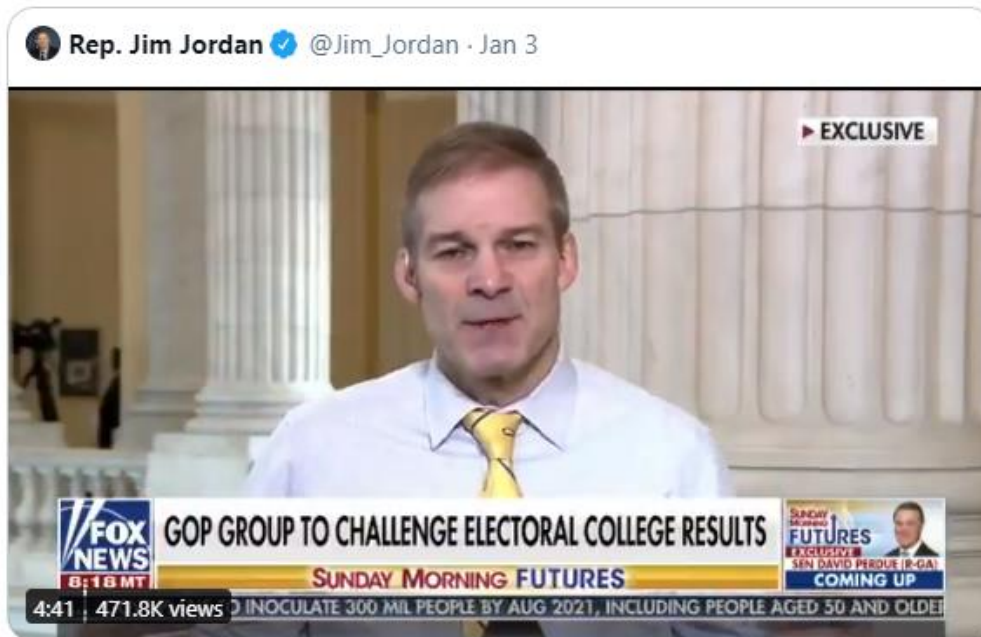 Rep. Jim Jordan @Jim_Jordan · Jan 3
EXCLUSIVE
FOX
NEWS
8:18 MT
GOP GROUP TO CHALLENGE ELECTORAL COLLEGE RESULTS
SUNDAY MORNING FUTURES
SUNDAY
MORNING
FUTURES
EXCLUSIVE
SEN DAVID PERDUE (R-GA)
COMING UP
4:41 471.8K views
O INOCULATE 300 MIL PEOPLE BY AUG 2021, INCLUDING PEOPLE AGED 50 AND OLDER